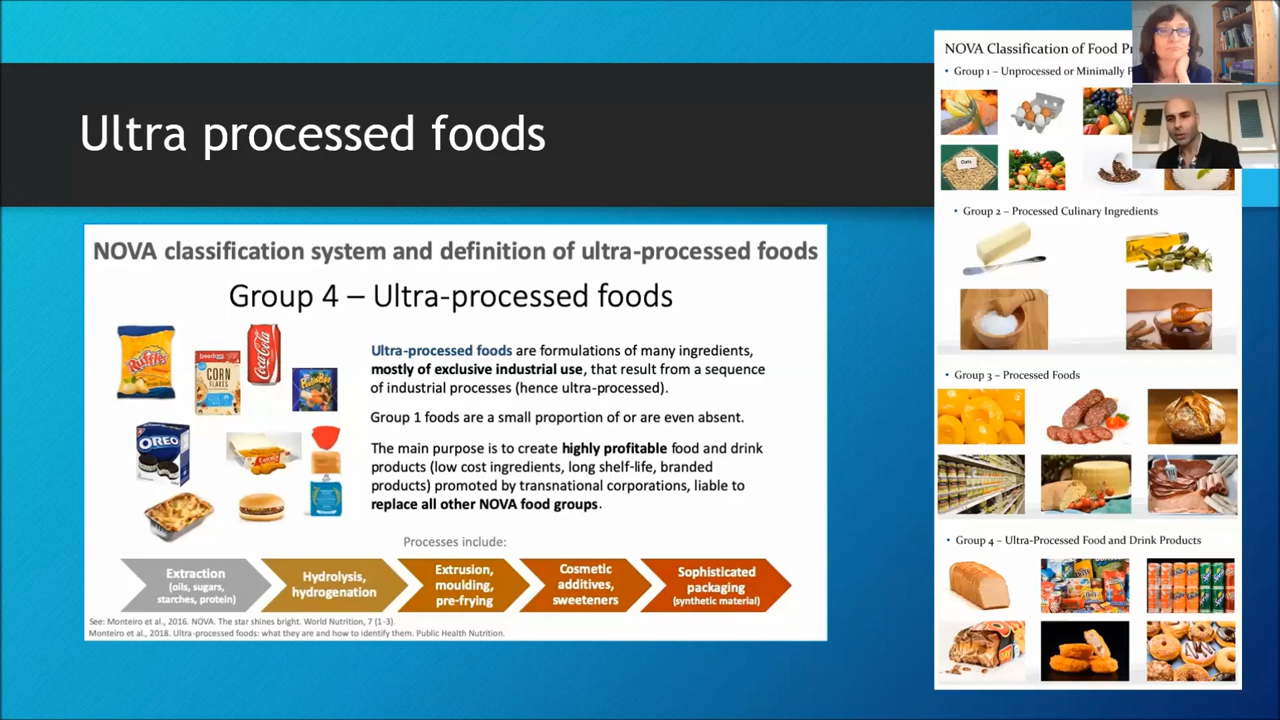 Ultra processed foods
NOVA classification system and definition of ultra-processed foods
Group 4 – Ultra-processed foods
Ruffles
CORN
FLAKES
Coca-Cola
OREO
Ultra-processed foods are formulations of many ingredients,
mostly of exclusive industrial use, that result from a sequence
of industrial processes (hence ultra-processed).
Group 1 foods are a small proportion of or are even absent.
The main purpose is to create highly profitable food and drink
products (low cost ingredients, long shelf-life, branded
products) promoted by transnational corporations, liable to
replace all other NOVA food groups.
Processes include:
Extraction
(oils, sugars,
starches, protein)
Hydrolysis,
hydrogenation
Extrusion,
moulding,
pre-frying
Cosmetic
additives,
sweeteners
Sophisticated
packaging
(synthetic material)
See: Monteiro et al., 2016. NOVA. The star shines bright. World Nutrition, 7 (1-3).
Monteiro et al., 2018. Ultra-processed foods: what they are and how to identify them. Public Health Nutrition.
NOVA Classification of Food
• Group 1 – Unprocessed or Minimally
Oats
• Group 2 – Processed Culinary Ingredients
• Group 3 – Processed Foods
• Group 4 – Ultra-Processed Food and Drink Products